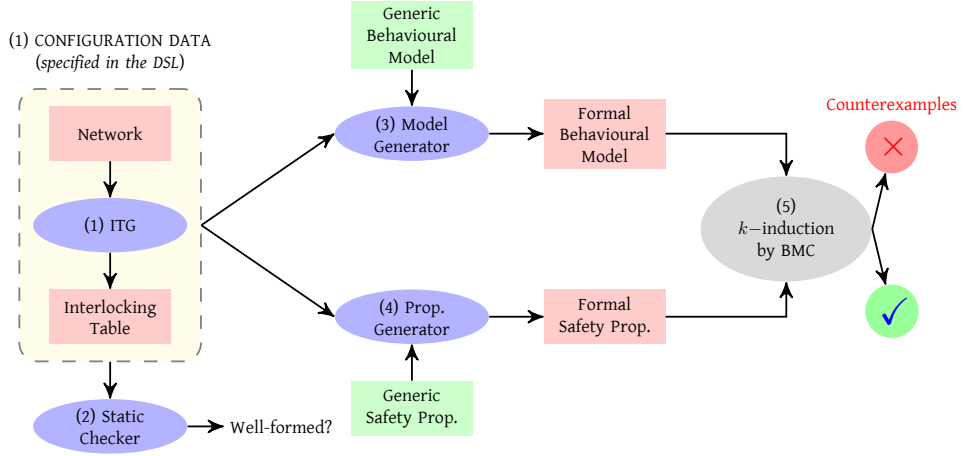 (1) CONFIGURATION DATA
(specified in the DSL)
Network
(1) ITG
Interlocking
Table
(2) Static
Checker
Well-formed?
Generic
Behavioural
Model
(3) Model
Generator
Formal
Behavioural
Model
(4) Prop.
Generator
Formal
Safety Prop.
Generic
Safety Prop.
(5)
k−induction
by BMC
Counterexamples